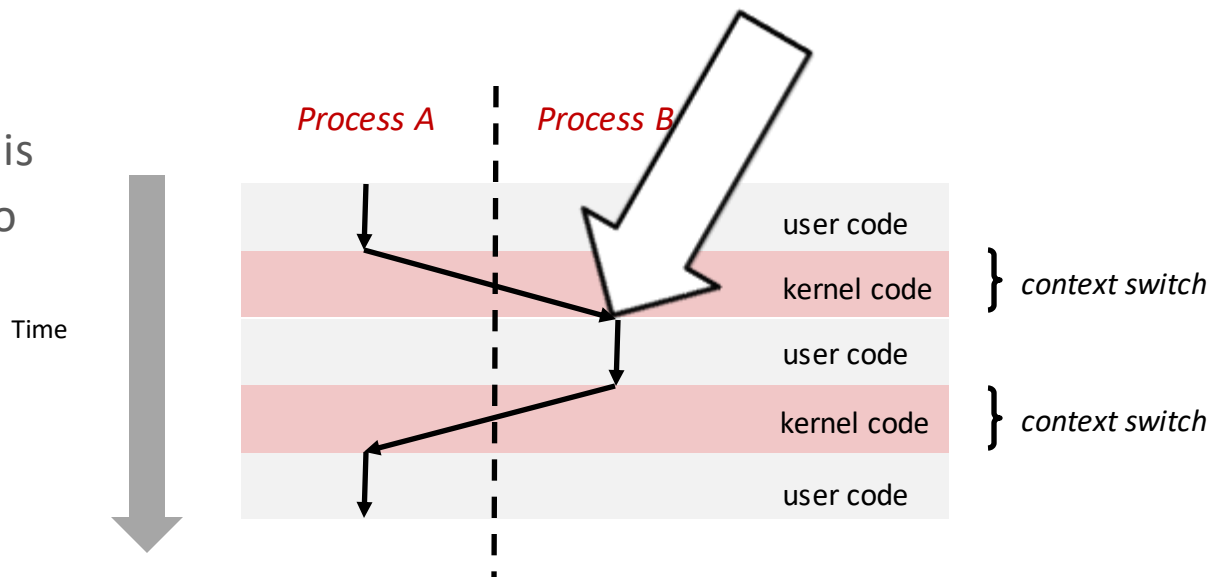 Process A
Process B
is
o
Time
user code
kernel code
context switch
user code
kernel code
context switch
user code